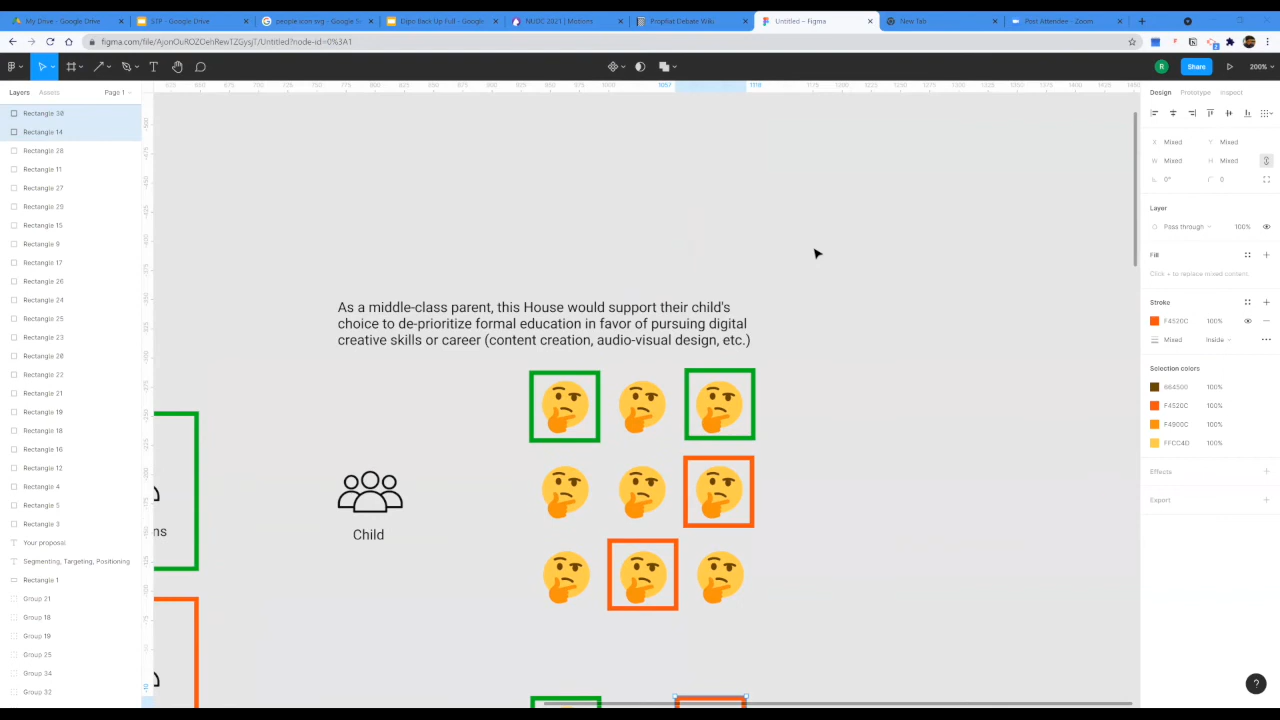 My Drive - Google Drive
STP - Google Drive
people icon svg - Google Se
Dipo Back Up Full - Google
NUDC 2021 | Motions
Propfiat Debate Wiki
Untitled – Figma
New Tab
Post Attendee - Zoom
figma.com/file/AjonOuROZOehRewTZGysjT/Untitled?node-id=0%3A1
R
Share
200%
Layers
Assets
Page 1
Design
Prototype
Inspect
Rectangle 30
Rectangle 14
Rectangle 28
Rectangle 11
Rectangle 27
Rectangle 29
Rectangle 15
Rectangle 9
Rectangle 17
Rectangle 26
Rectangle 24
Rectangle 25
Rectangle 23
Rectangle 20
Rectangle 22
Rectangle 21
Rectangle 19
Rectangle 18
Rectangle 16
Rectangle 12
Rectangle 4
Rectangle 5
Rectangle 3
Your proposal
Segmenting, Targeting, Positioning
Rectangle 1
Group 21
Group 18
Group 19
Group 25
Group 34
Group 32
As a middle-class parent, this House would support their child's
choice to de-prioritize formal education in favor of pursuing digital
creative skills or career (content creation, audio-visual design, etc.)
Child
ns
X Mixed Y Mixed
W Mixed H Mixed
0° 0
Layer
Pass through 100%
Fill
Click + to replace mixed content.
Stroke
F4520C 100%
Mixed Inside
Selection colors
664500 100%
F4520C 100%
F4900C 100%
FFCC4D 100%
Effects
Export
?